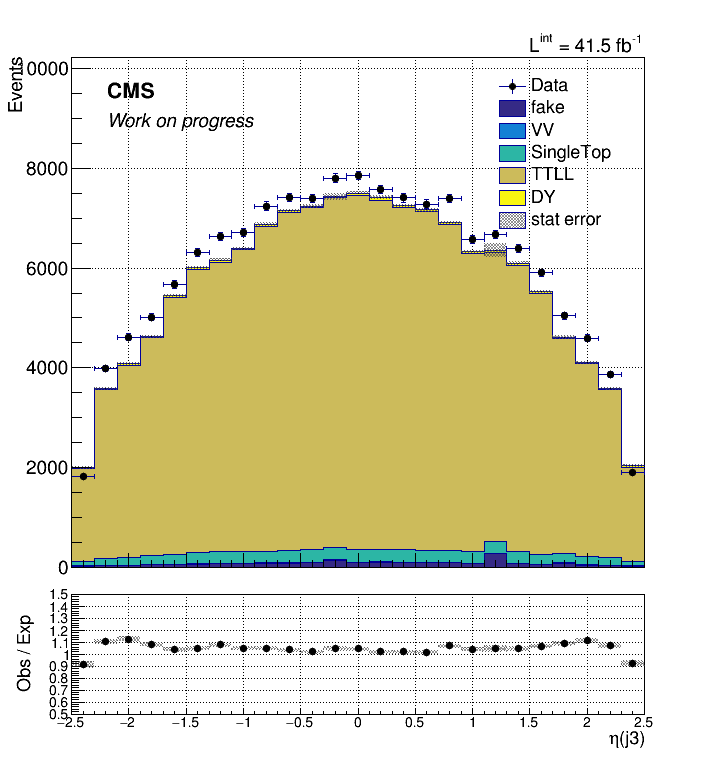 L^int = 41.5 fb^-1
Events
10000
8000
6000
4000
2000
0
CMS
Work on progress
Data
fake
VV
SingleTop
TTLL
DY
stat error
Obs / Exp
1.5
1.4
1.3
1.2
1.1
1
0.9
0.8
0.7
0.6
0.5
−2.5 −2 −1.5 −1 −0.5 0 0.5 1 1.5 2 2.5
η(j3)